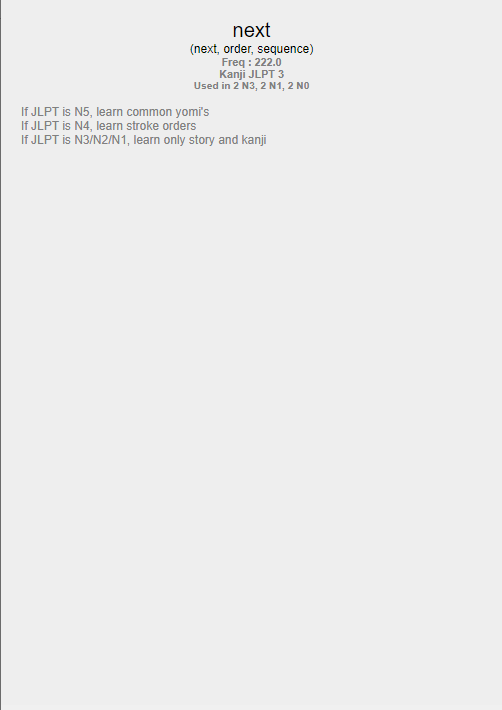 next
(next, order, sequence)
Freq : 222.0
Kanji JLPT 3
Used in 2 N3, 2 N1, 2 N0
If JLPT is N5, learn common yomi's
If JLPT is N4, learn stroke orders
If JLPT is N3/N2/N1, learn only story and kanji